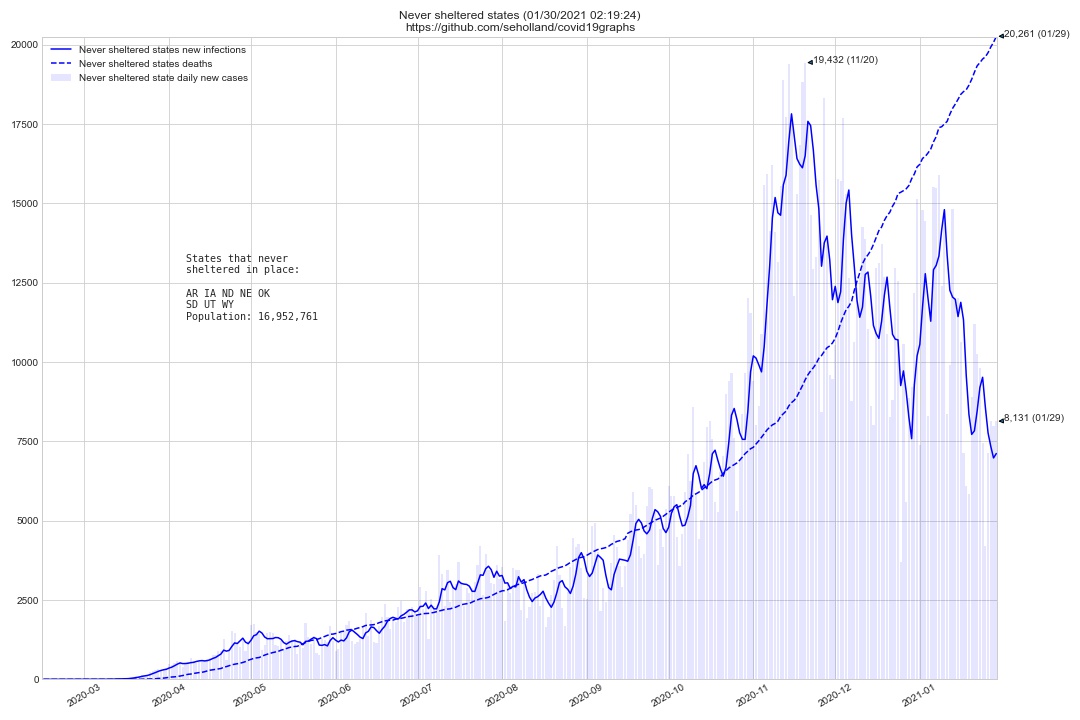 Never sheltered states (01/30/2021 02:19:24)
https://github.com/seholland/covid19graphs
20,261 (01/29)
20000
Never sheltered states new infections
Never sheltered states deaths
Never sheltered state daily new cases
19,432 (11/20)
17500
15000
States that never
sheltered in place:
AR IA ND NE OK
SD UT WY
Population: 16,952,761
12500
10000
8,131 (01/29)
7500
5000
2500
0
2020-03
2020-04
2020-05
2020-06
2020-07
2020-08
2020-09
2020-10
2020-11
2020-12
2021-01